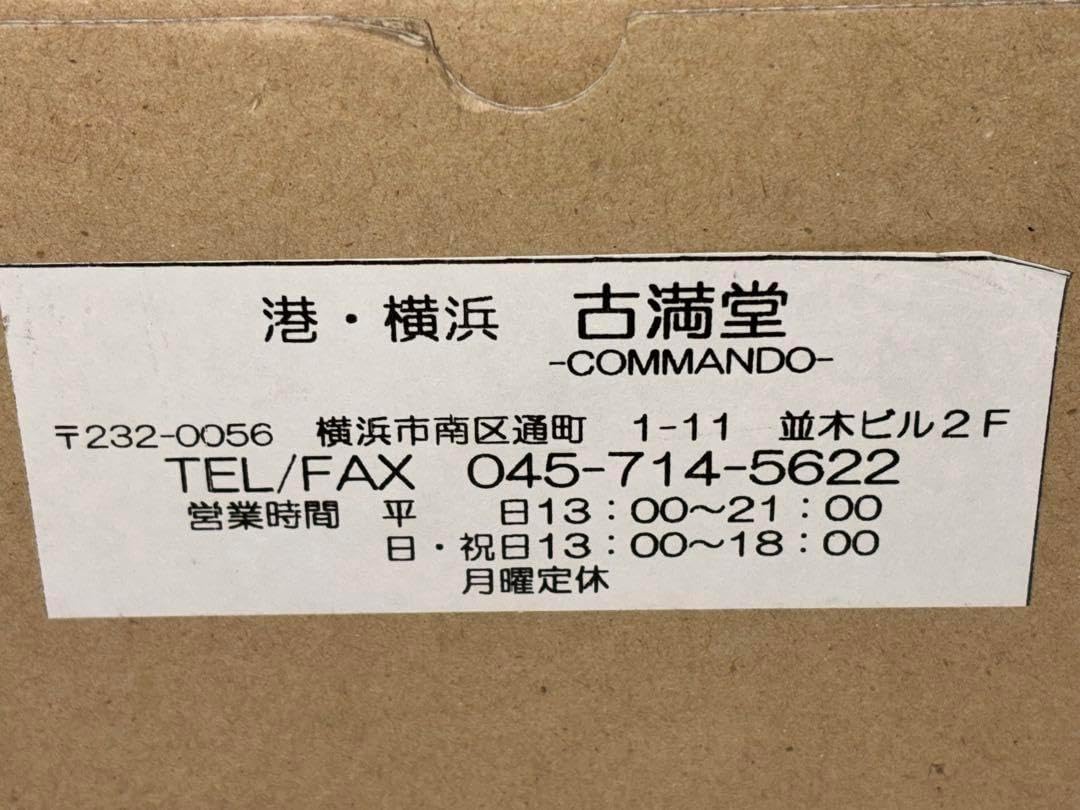 港・横浜　古満堂
-COMMANDO-
〒232-0056　横浜市南区通町　1-11　並木ビル２Ｆ
TEL/FAX　045-714-5622
営業時間　平　　日13：00～21：00
日・祝日13：00～18：00
月曜定休